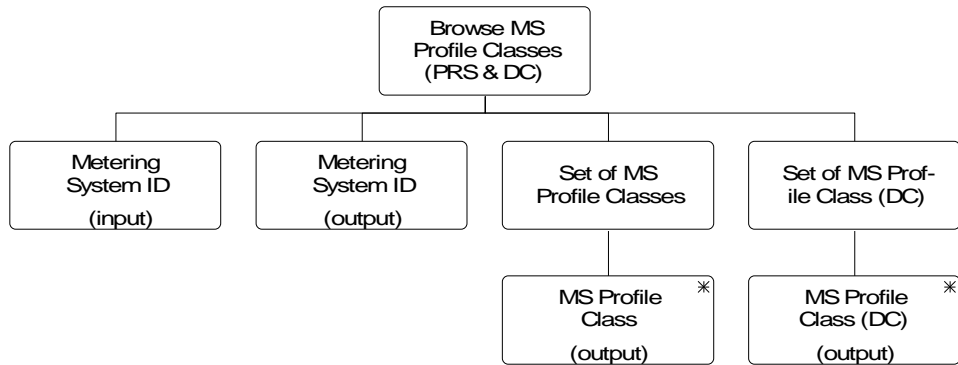 Browse MS
Profile Classes
(PRS & DC)
Metering
System ID
(input)
Metering
System ID
(output)
Set of MS
Profile Classes
Set of MS Prof-
ile Class (DC)
MS Profile
Class
(output)
*
MS Profile
Class (DC)
(output)
*